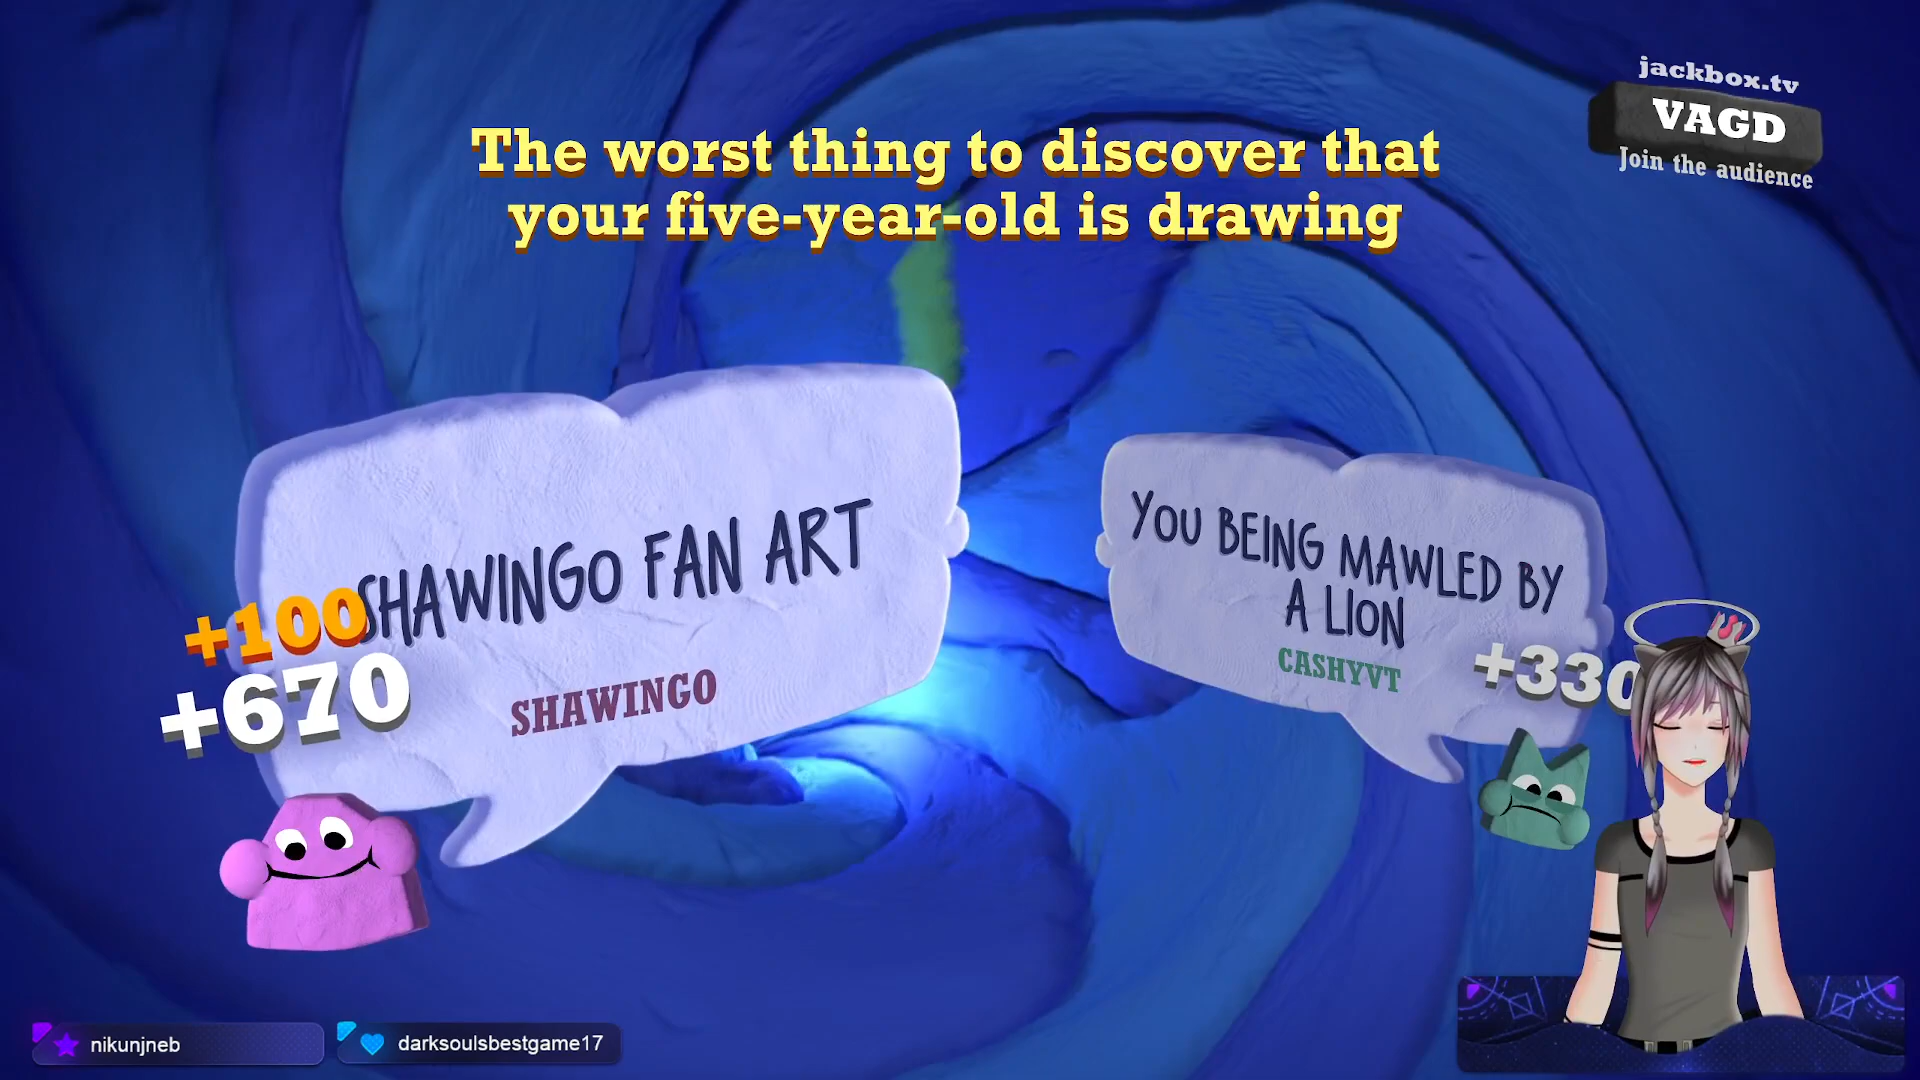 jackbox.tv
VAGD
Join the audience
The worst thing to discover that
your five-year-old is drawing
SHAWINGO FAN ART
SHAWINGO
+100
+670
YOU BEING MAWLED BY
A LION
CASHYVT
+330
nikunjneb
darksoulsbestgame17